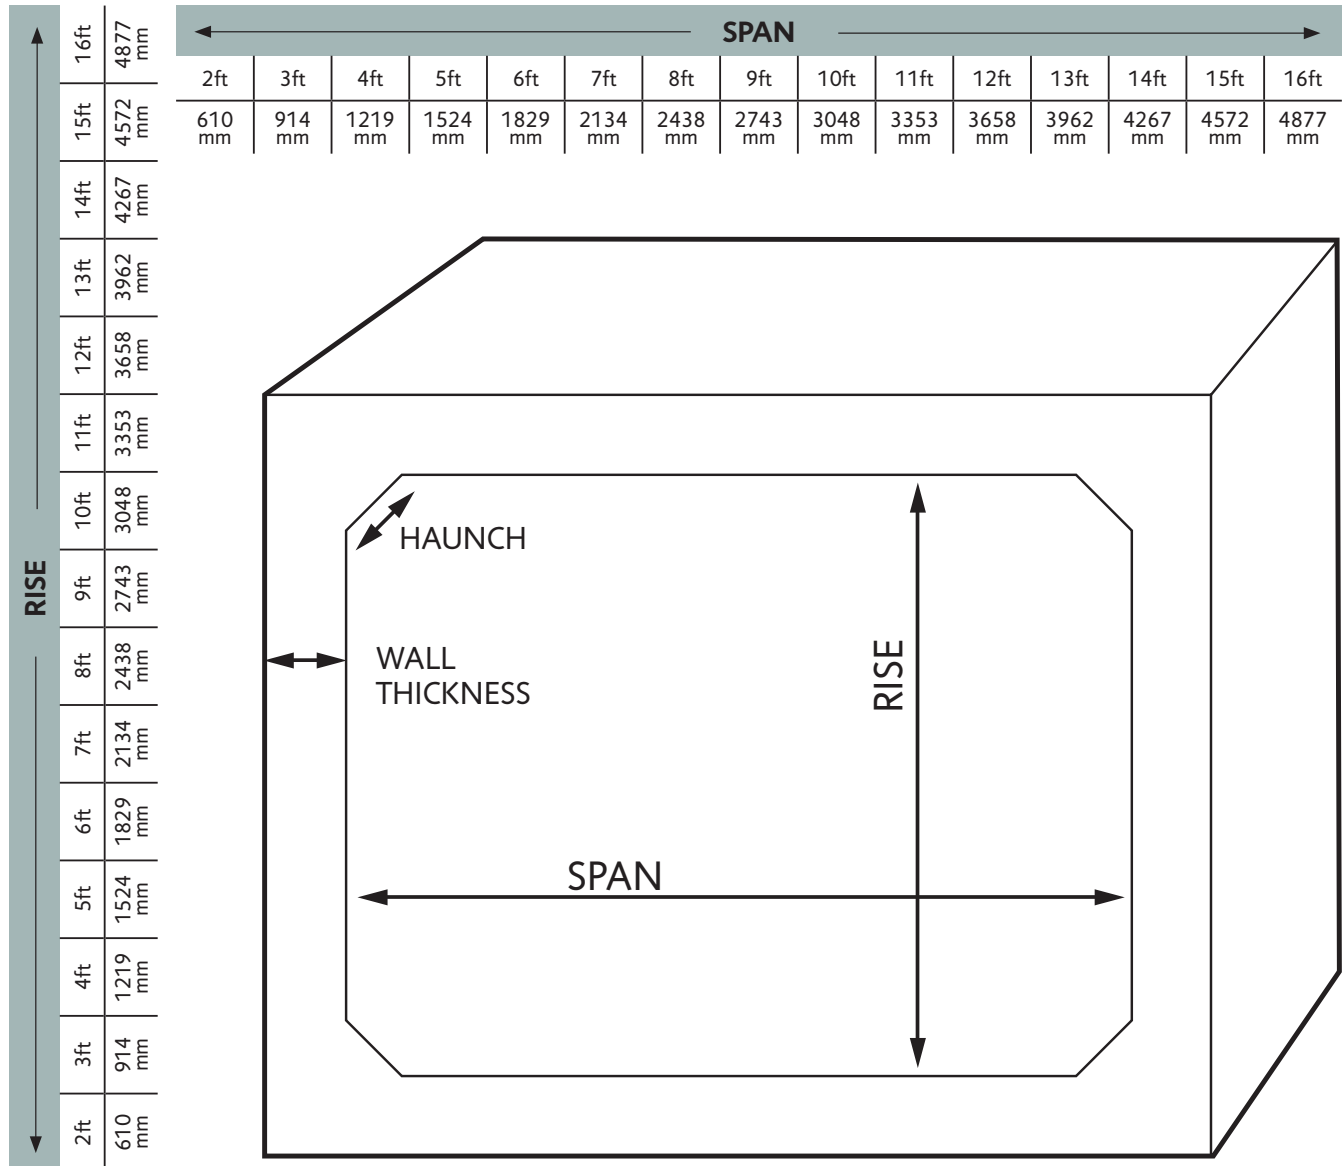 SPAN
2ft 3ft 4ft 5ft 6ft 7ft 8ft 9ft 10ft 11ft 12ft 13ft 14ft 15ft 16ft
610 914 1219 1524 1829 2134 2438 2743 3048 3353 3658 3962 4267 4572 4877
mm mm mm mm mm mm mm mm mm mm mm mm mm mm mm
RISE
2ft 3ft 4ft 5ft 6ft 7ft 8ft 9ft 10ft 11ft 12ft 13ft 14ft 15ft 16ft
610 914 1219 1524 1829 2134 2438 2743 3048 3353 3658 3962 4267 4572 4877
mm mm mm mm mm mm mm mm mm mm mm mm mm mm mm
HAUNCH
WALL
THICKNESS
RISE
SPAN